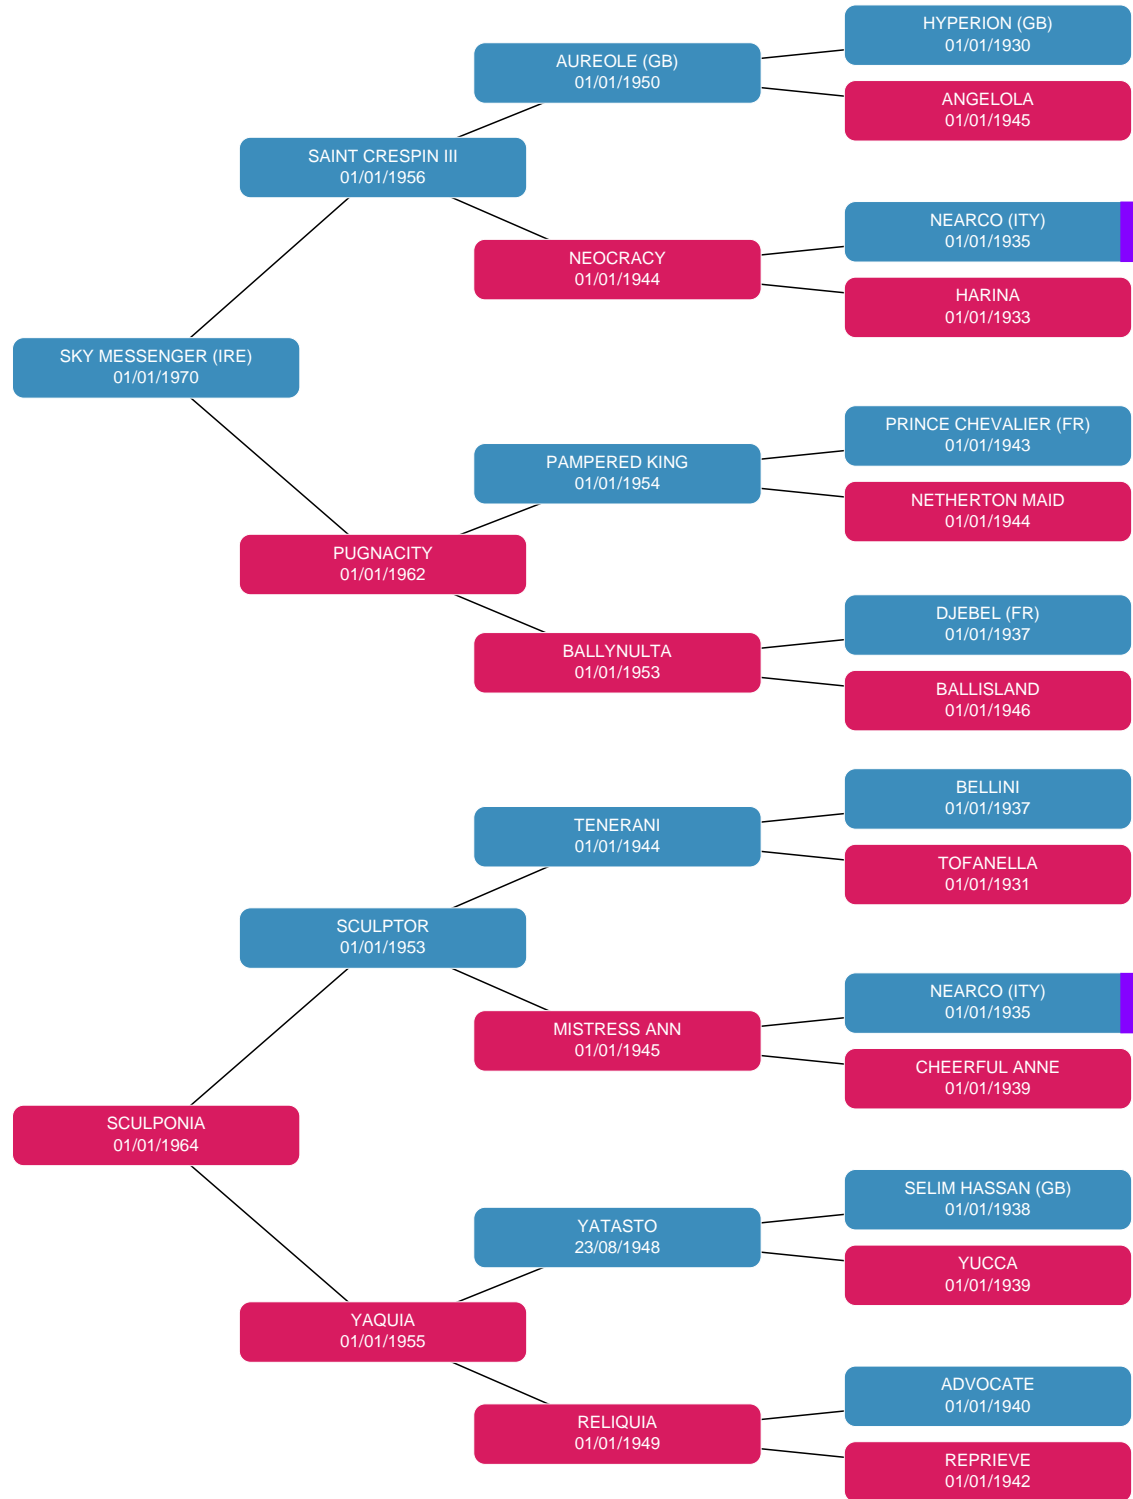 HYPERION (GB)
01/01/1930
AUREOLE (GB)
01/01/1950
ANGELOLA
01/01/1945
SAINT CRESPIN III
01/01/1956
NEARCO (ITY)
01/01/1935
NEOCRACY
01/01/1944
HARINA
01/01/1933
SKY MESSENGER (IRE)
01/01/1970
PRINCE CHEVALIER (FR)
01/01/1943
PAMPERED KING
01/01/1954
NETHERTON MAID
01/01/1944
PUGNACITY
01/01/1962
DJEBEL (FR)
01/01/1937
BALLYNULTA
01/01/1953
BALLISLAND
01/01/1946
BELLINI
01/01/1937
TENERANI
01/01/1944
TOFANELLA
01/01/1931
SCULPTOR
01/01/1953
NEARCO (ITY)
01/01/1935
MISTRESS ANN
01/01/1945
CHEERFUL ANNE
01/01/1939
SCULPONIA
01/01/1964
SELIM HASSAN (GB)
01/01/1938
YATASTO
23/08/1948
YUCCA
01/01/1939
YAQUIA
01/01/1955
ADVOCATE
01/01/1940
RELIQUIA
01/01/1949
REPRIEVE
01/01/1942